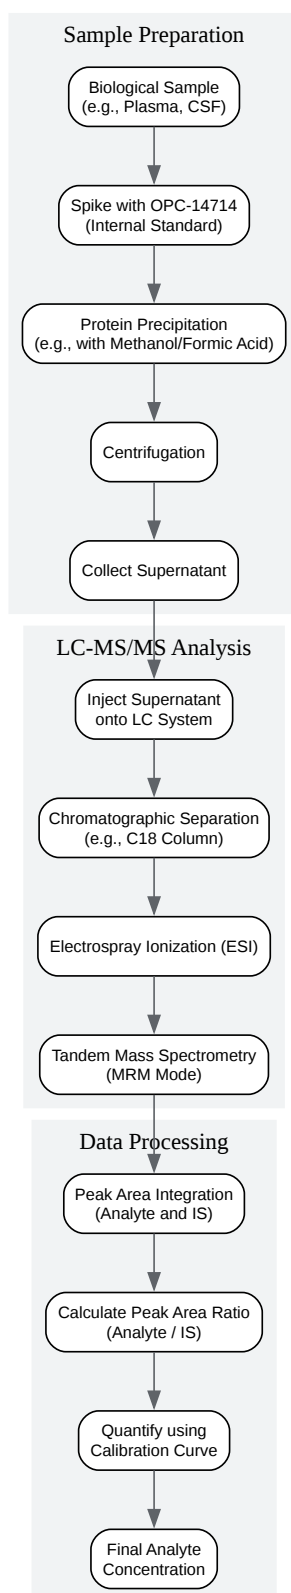 Sample Preparation
Biological Sample
(e.g., Plasma, CSF)
Spike with OPC-14714
(Internal Standard)
Protein Precipitation
(e.g., with Methanol/Formic Acid)
Centrifugation
Collect Supernatant
LC-MS/MS Analysis
Inject Supernatant
onto LC System
Chromatographic Separation
(e.g., C18 Column)
Electrospray Ionization (ESI)
Tandem Mass Spectrometry
(MRM Mode)
Data Processing
Peak Area Integration
(Analyte and IS)
Calculate Peak Area Ratio
(Analyte / IS)
Quantify using
Calibration Curve
Final Analyte
Concentration